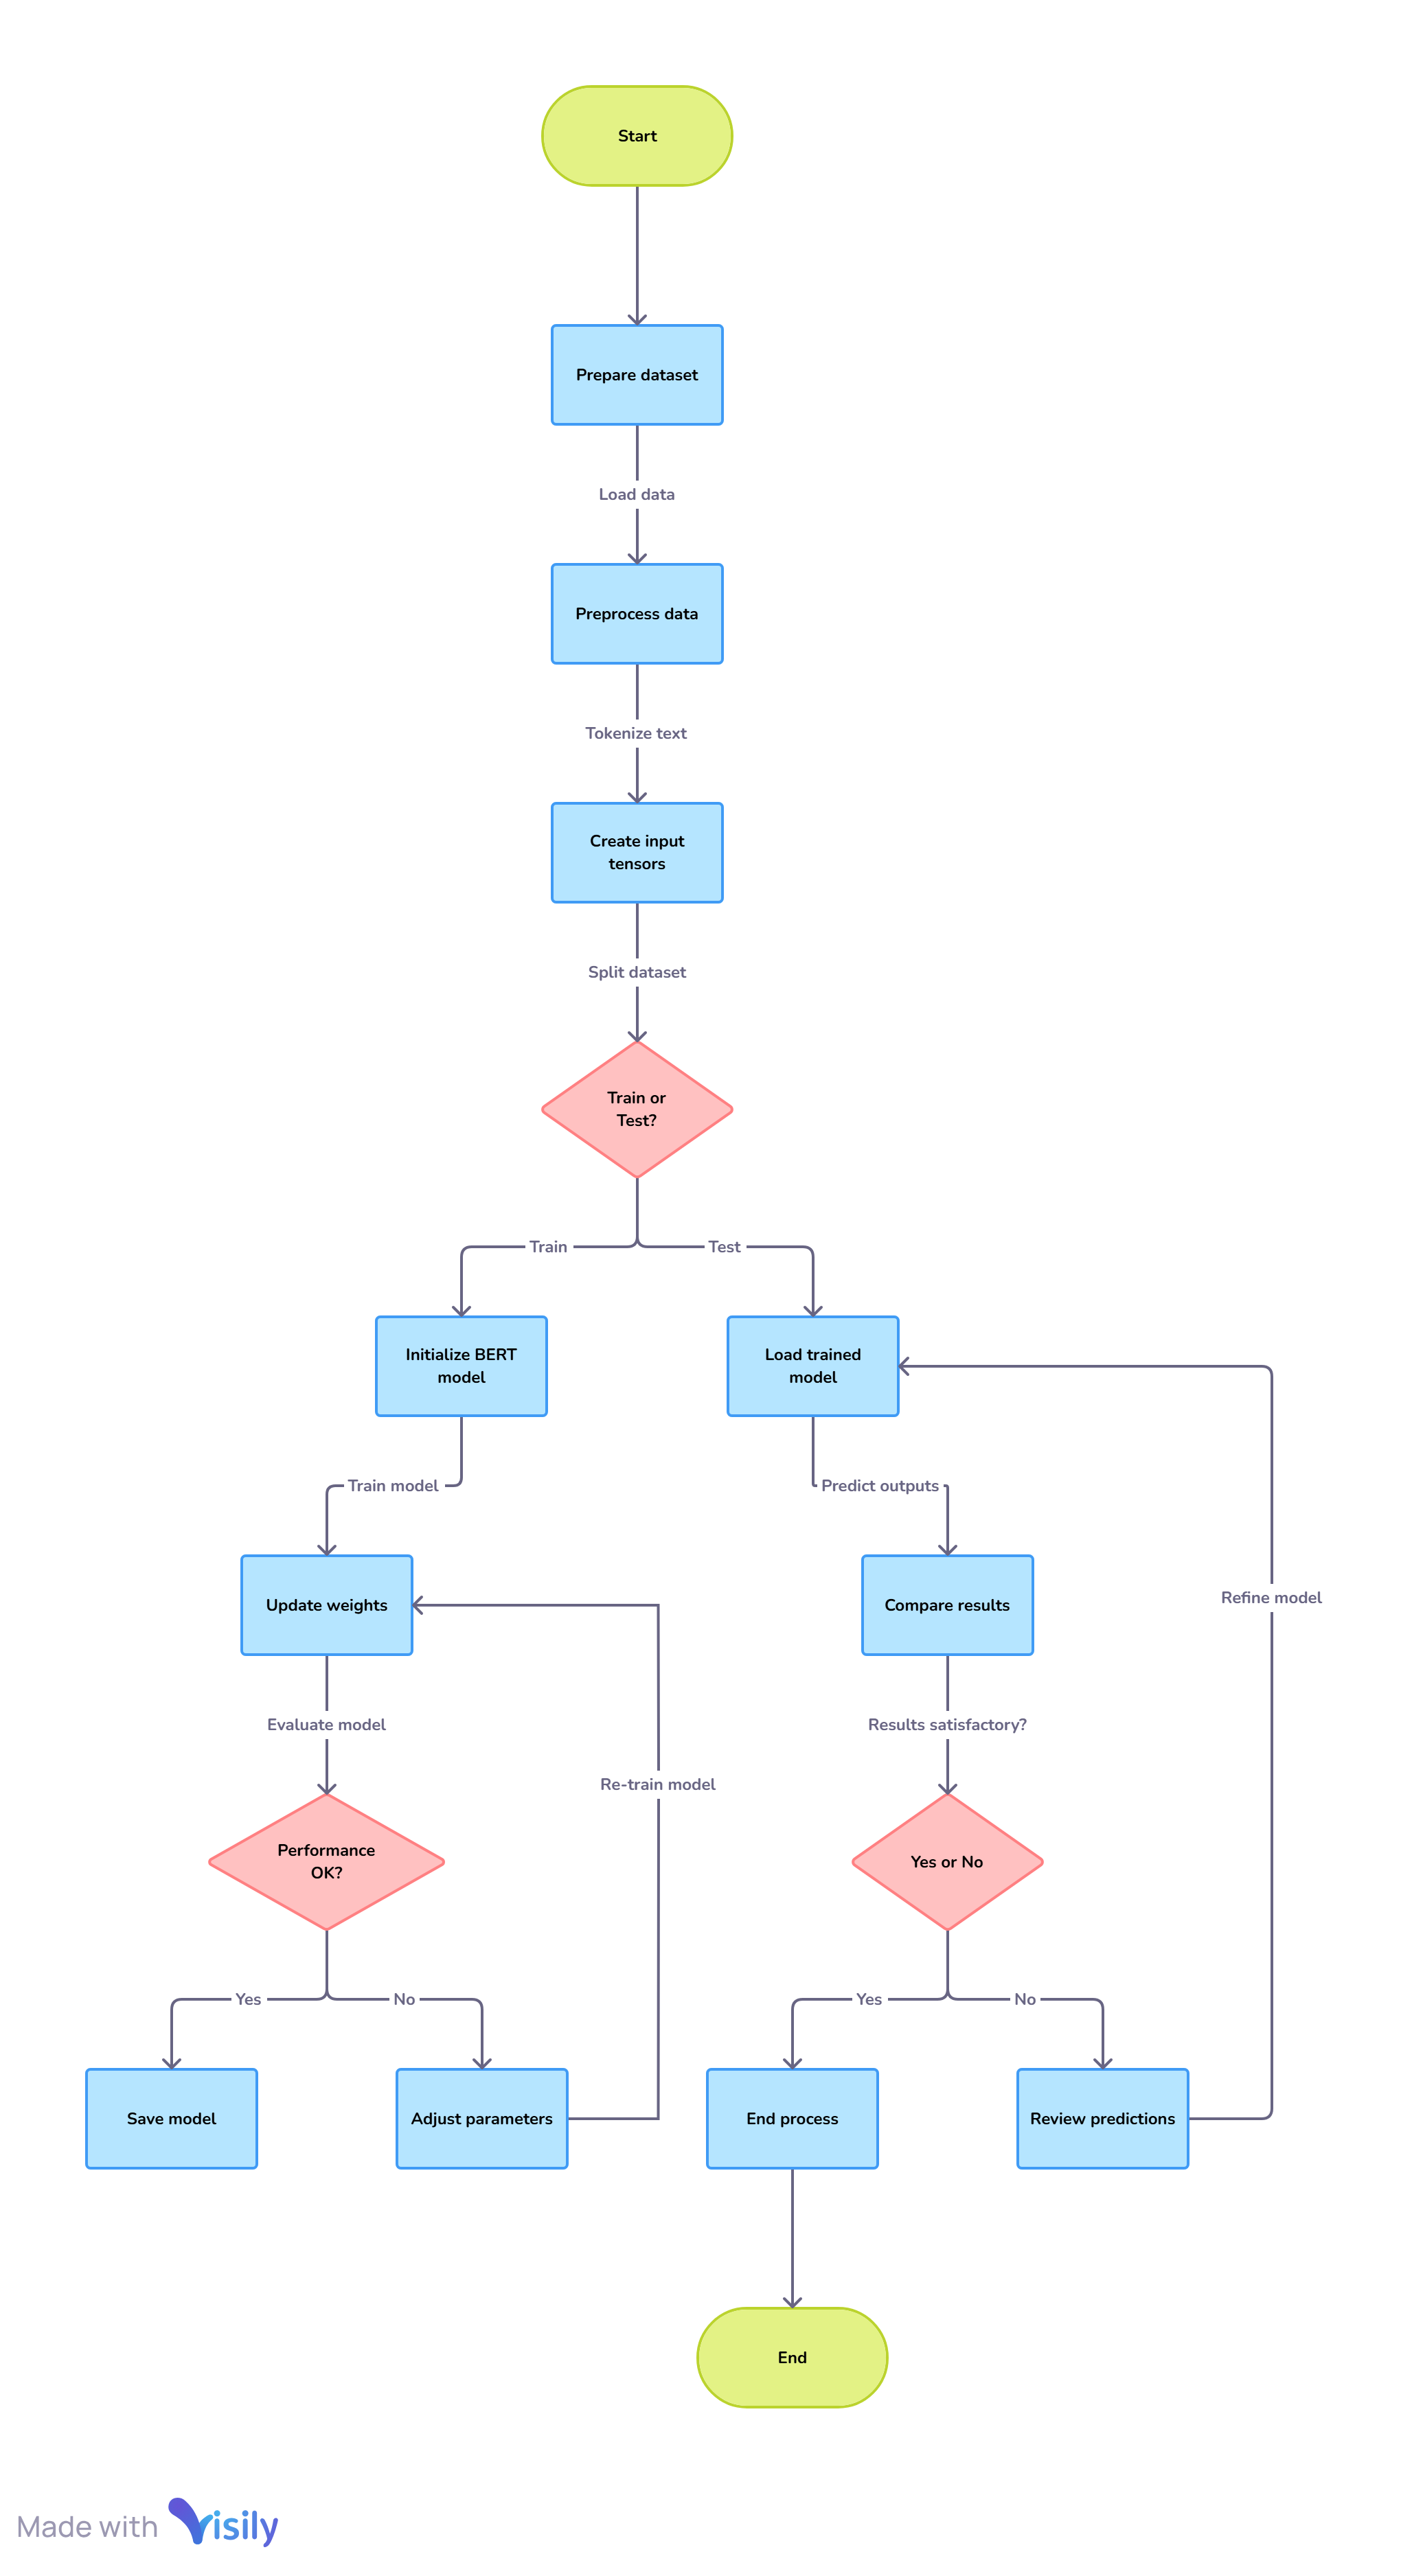 Start
Prepare dataset
Load data
Preprocess data
Tokenize text
Create input
tensors
Split dataset
Train or
Test?
Train
Test
Initialize BERT
model
Load trained
model
Train model
Predict outputs
Update weights
Compare results
Refine model
Evaluate model
Results satisfactory?
Re-train model
Performance
OK?
Yes or No
Yes
No
Yes
No
Save model
Adjust parameters
End process
Review predictions
End
Made with Visily